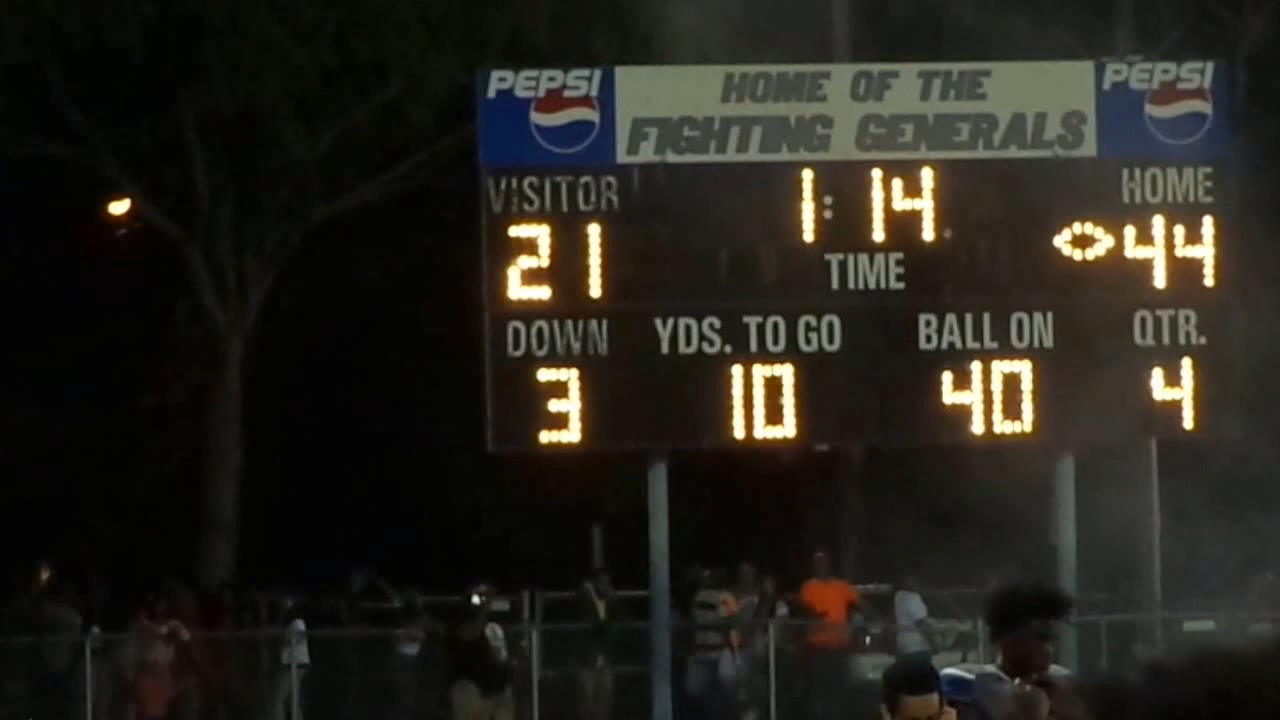 PEPSI
HOME OF THE
FIGHTING GENERALS
PEPSI
VISITOR
1:14
HOME
21
44
TIME
DOWN
YDS. TO GO
BALL ON
QTR.
3
10
40
4